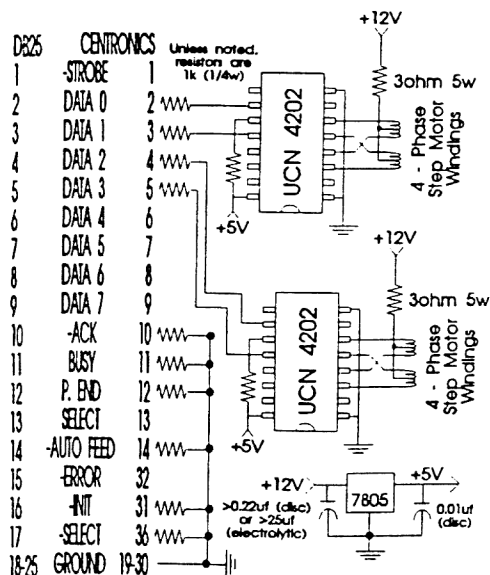 DB25 CENTRONICS
1 -STROBE 1
2 DATA 0 2
3 DATA 1 3
4 DATA 2 4
5 DATA 3 5
6 DATA 4 6
7 DATA 5 7
8 DATA 6 8
9 DATA 7 9
10 -ACK 10
11 BUSY 11
12 P. END 12
13 SELECT 13
14 -AUTO FEED 14
15 -ERROR 32
16 -INIT 31
17 -SELECT 36
18-25 GROUND 19-30
Unless noted,
resistors are
1k (1/4w)
UCN 4202
+5V
+12V
3ohm 5w
4 - Phase
Step Motor
Windings
UCN 4202
+5V
+12V
3ohm 5w
4 - Phase
Step Motor
Windings
+12V
7805
+5V
>0.22uf (disc)
or >25uf
(electrolytic)
0.01uf
(disc)